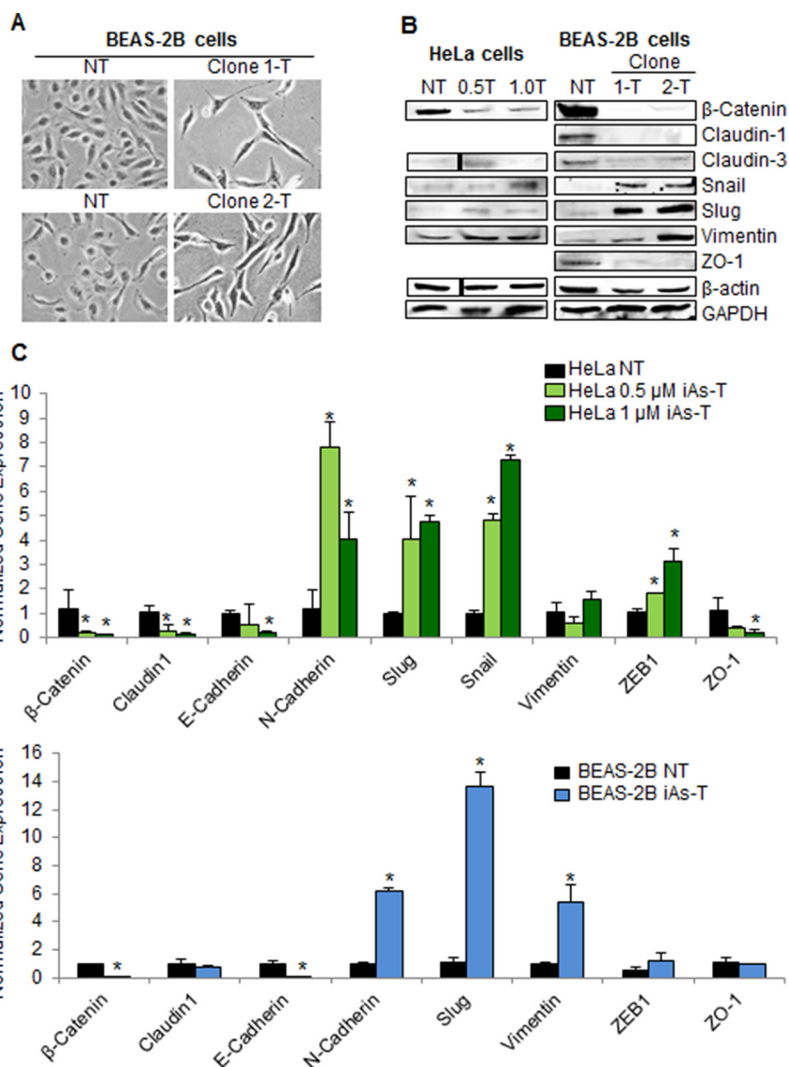 A
BEAS-2B cells
NT Clone 1-T
NT Clone 2-T
B
HeLa cells BEAS-2B cells
Clone
NT 0.5T 1.0T NT 1-T 2-T
β-Catenin
Claudin-1
Claudin-3
Snail
Slug
Vimentin
ZO-1
β-actin
GAPDH
C
HeLa NT
HeLa 0.5 µM iAs-T
HeLa 1 µM iAs-T
10
9
8
7
6
5
4
3
2
1
0
* * * * * * * * * * * * * *
β-Catenin Claudin1 E-Cadherin N-Cadherin Slug Snail Vimentin ZEB1 ZO-1
BEAS-2B NT
BEAS-2B iAs-T
16
14
12
10
8
6
4
2
0
* * * * *
β-Catenin Claudin1 E-Cadherin N-Cadherin Slug Vimentin ZEB1 ZO-1